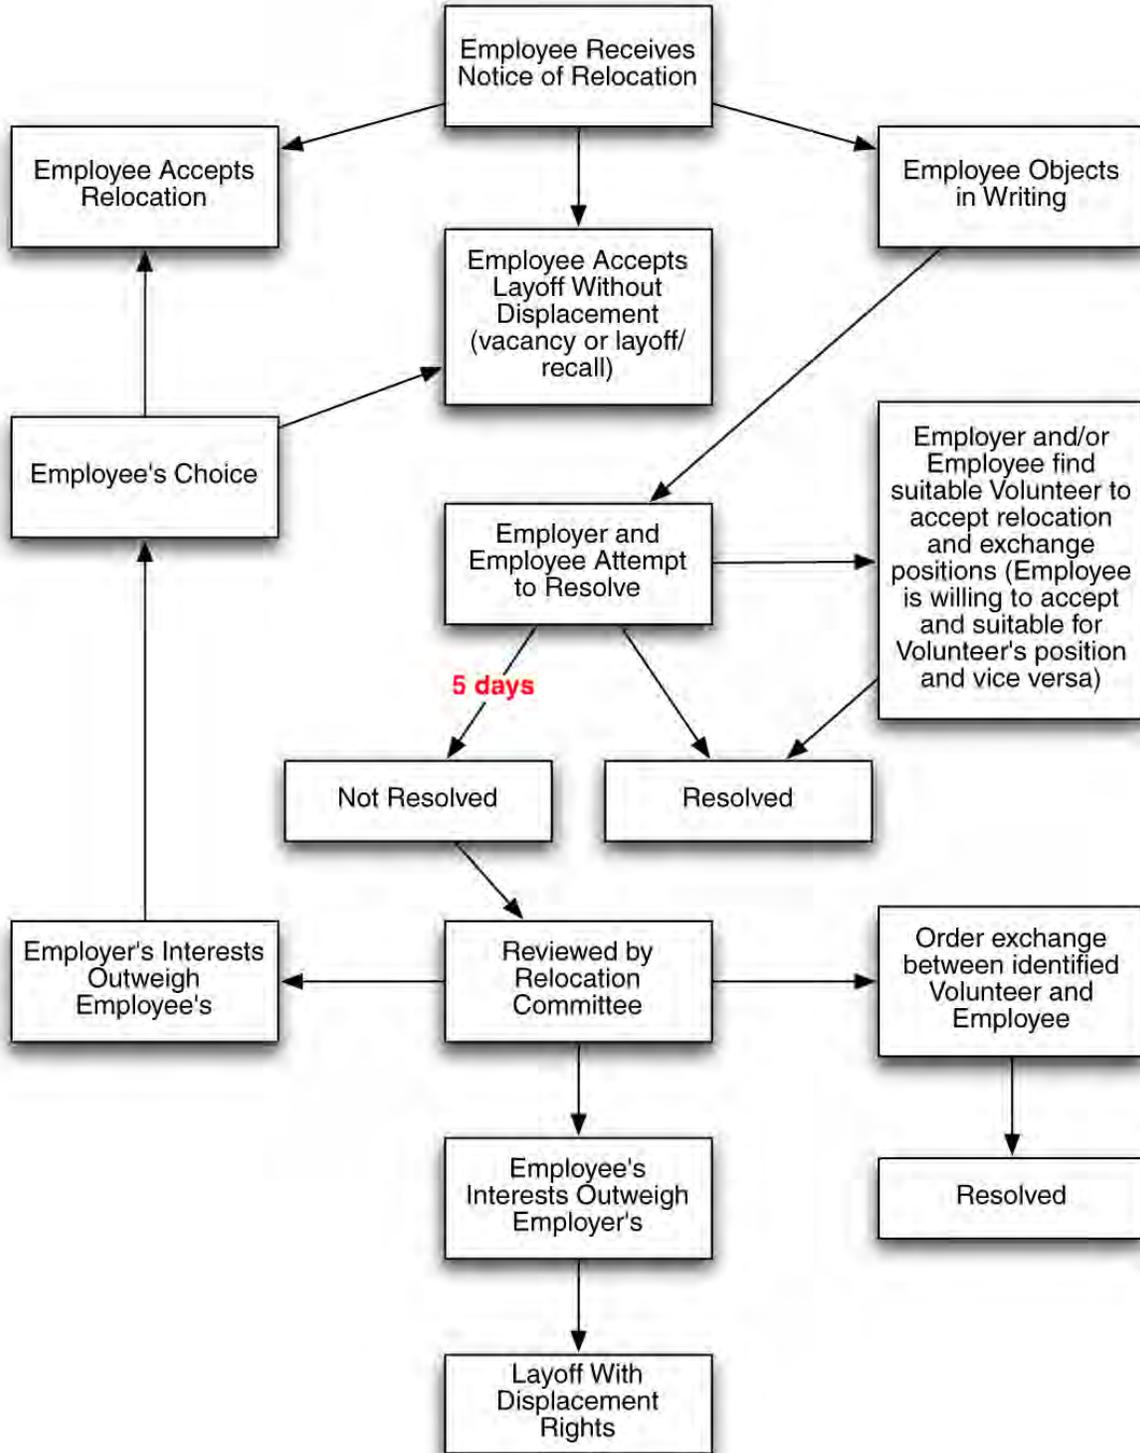 Employee Receives
Notice of Relocation
Employee Accepts
Relocation
Employee Objects
in Writing
Employee Accepts
Layoff Without
Displacement
(vacancy or layoff/
recall)
Employee's Choice
Employer and/or
Employee find
suitable Volunteer to
accept relocation
and exchange
positions (Employee
is willing to accept
and suitable for
Volunteer's position
and vice versa)
Employer and
Employee Attempt
to Resolve
5 days
Not Resolved
Resolved
Employer's Interests
Outweigh
Employee's
Reviewed by
Relocation
Committee
Order exchange
between identified
Volunteer and
Employee
Employee's
Interests Outweigh
Employer's
Resolved
Layoff With
Displacement
Rights